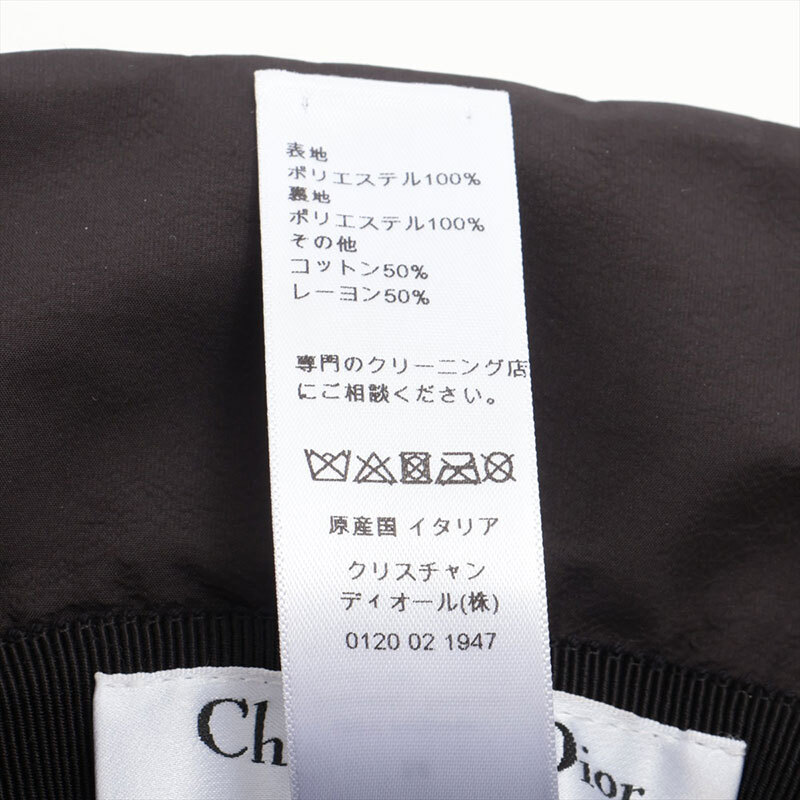 表地
ポリエステル100%
裏地
ポリエステル100%
その他
コットン50%
レーヨン50%
専門のクリーニング店
にご相談ください。
原産国 イタリア
クリスチャン
ディオール(株)
0120 02 1947
Ch Dior